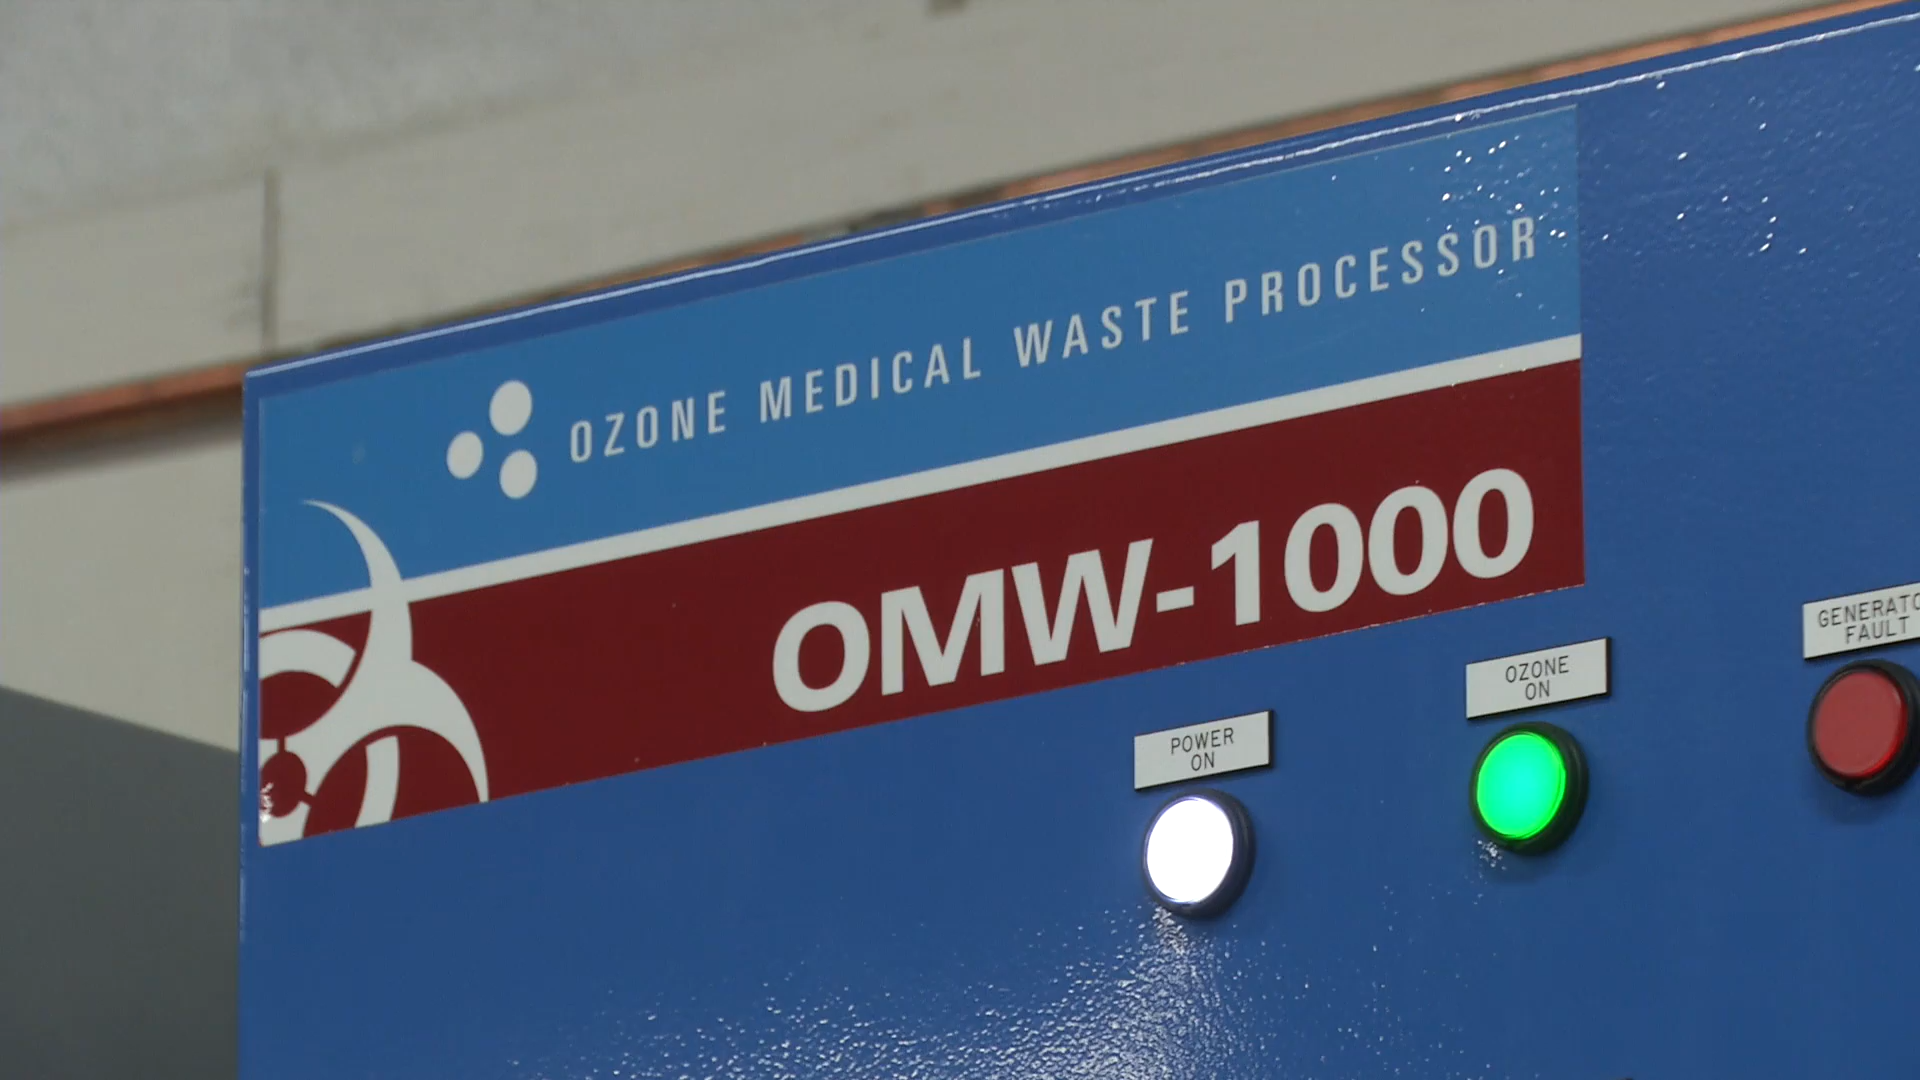 OZONE MEDICAL WASTE PROCESSOR
OMW-1000
POWER
ON
OZONE
ON
FAULT